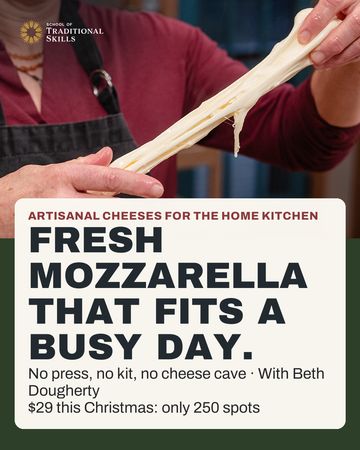 SCHOOL OF
TRADITIONAL
SKILLS
ARTISANAL CHEESES FOR THE HOME KITCHEN
FRESH
MOZZARELLA
THAT FITS A
BUSY DAY.
No press, no kit, no cheese cave · With Beth
Dougherty
$29 this Christmas: only 250 spots